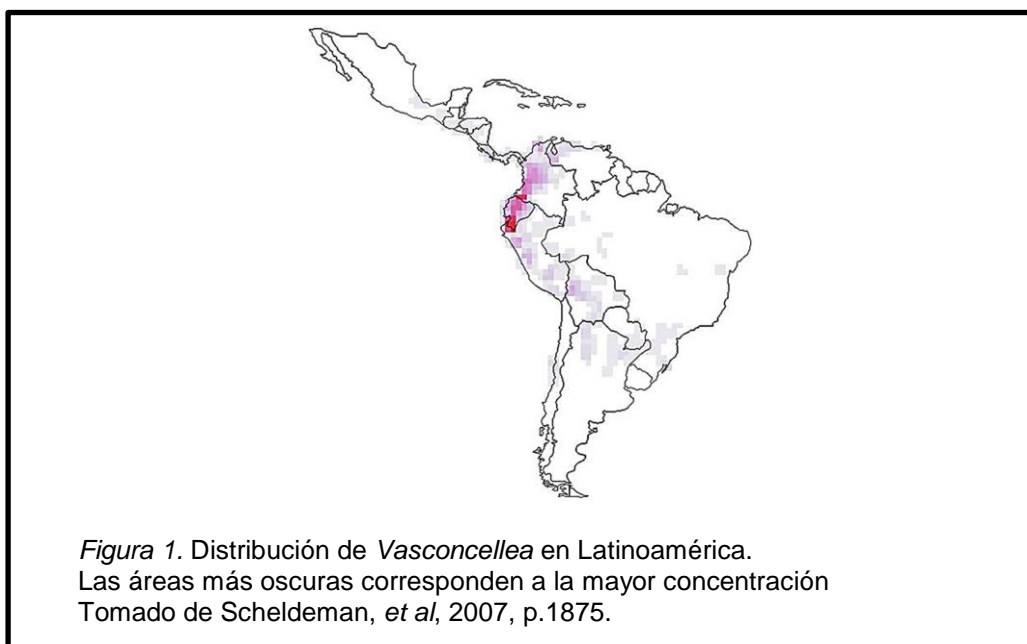 Figura 1. Distribución de Vasconcellea en Latinoamérica.
Las áreas más oscuras corresponden a la mayor concentración
Tomado de Scheldeman, et al, 2007, p.1875.